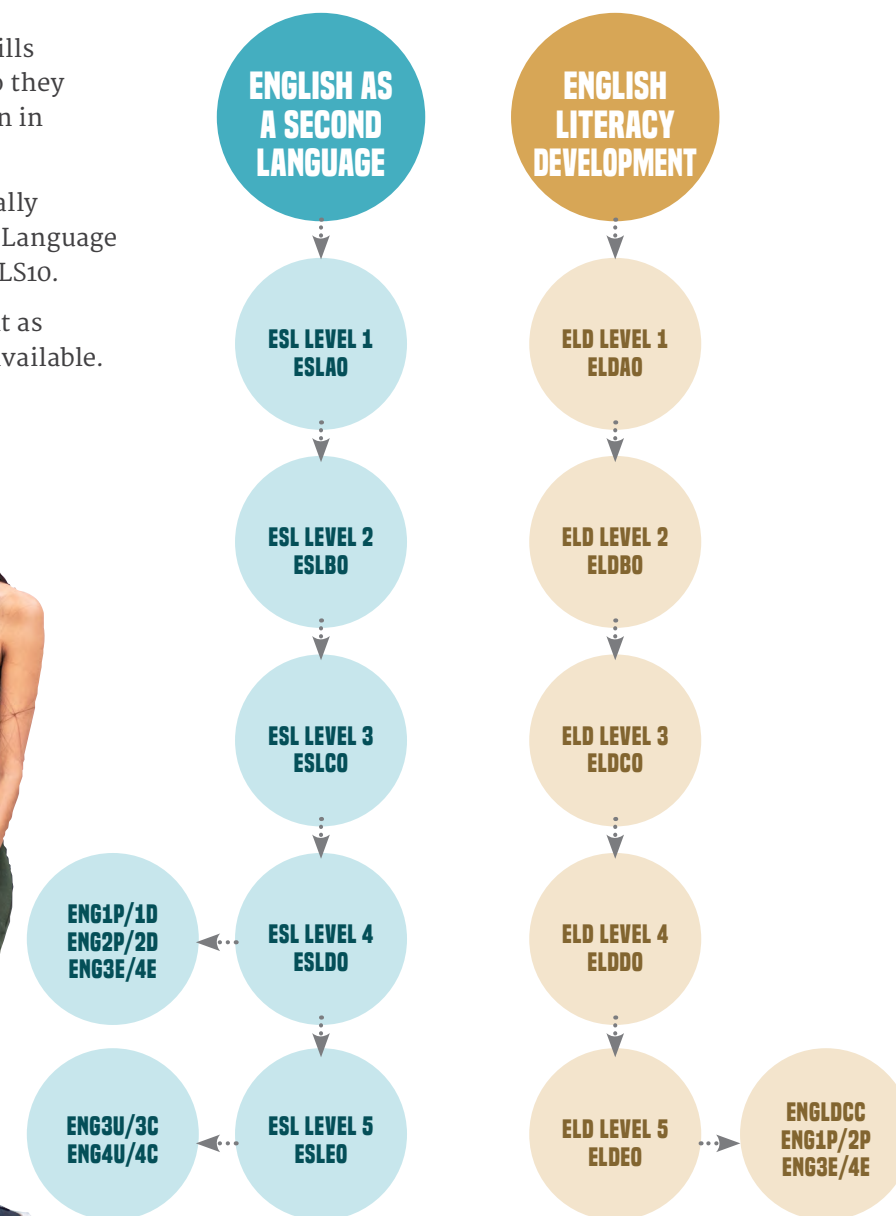 ills
o they
n in
ally
Language
LS10.
t as
vailable.
ENGLISH AS
A SECOND
LANGUAGE
ESL LEVEL 1
ESLAO
ESL LEVEL 2
ESLBO
ESL LEVEL 3
ESLCO
ESL LEVEL 4
ESLDO
ENG1P/1D
ENG2P/2D
ENG3E/4E
ESL LEVEL 5
ESLEO
ENG3U/3C
ENG4U/4C
ENGLISH
LITERACY
DEVELOPMENT
ELD LEVEL 1
ELDAO
ELD LEVEL 2
ELDBO
ELD LEVEL 3
ELDCO
ELD LEVEL 4
ELDDO
ELD LEVEL 5
ELDEO
ENGLDCC
ENG1P/2P
ENG3E/4E